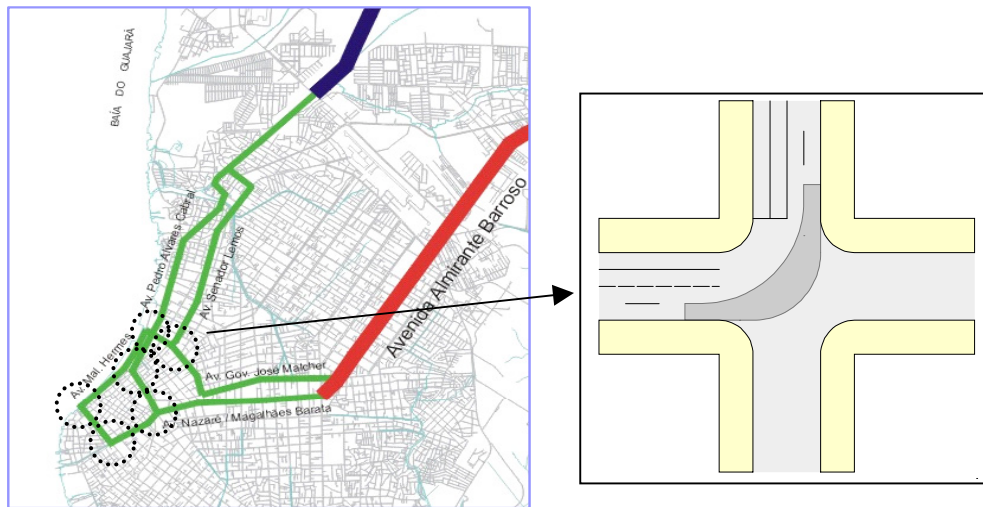 BAÍA DO GUAJARÁ
Av. Pedro Alvares Cabral
Av. Senador Lemos
Avenida Almirante Barroso
Av. Mal. Hermes
Av. Gov. José Malcher
Av. Nazaré / Magalhães Barata